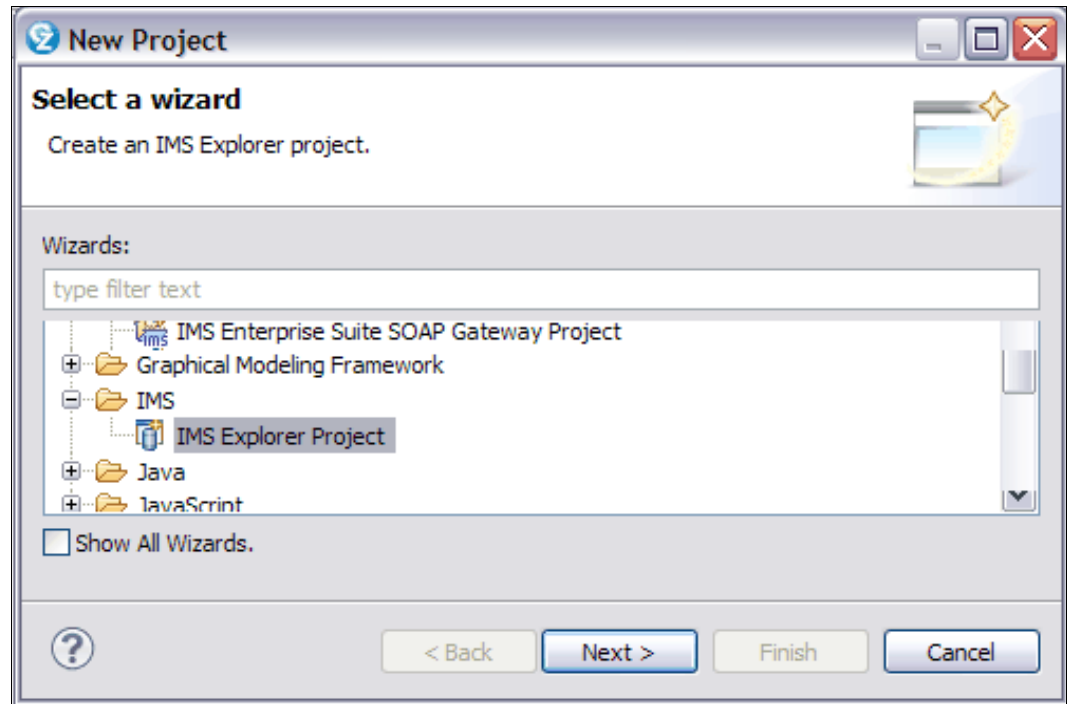 New Project
Select a wizard
Create an IMS Explorer project.
Wizards:
type filter text
IMS Enterprise Suite SOAP Gateway Project
Graphical Modeling Framework
IMS
IMS Explorer Project
Java
JavaScript
Show All Wizards.
? < Back Next > Finish Cancel